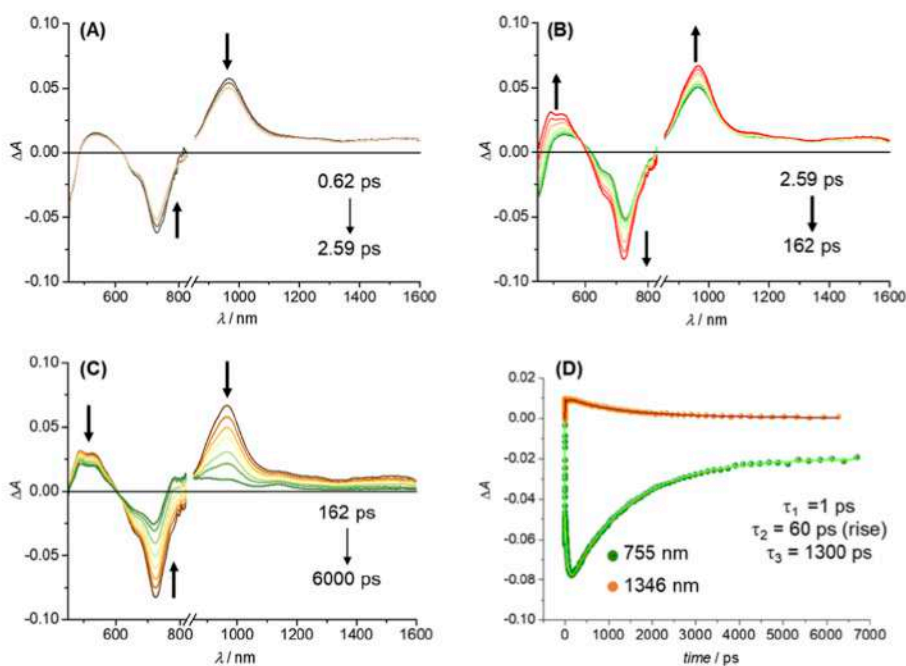 (A)
0.10
0.05
0.00
-0.05
-0.10
ΔA
0.62 ps
2.59 ps
600 800 1000 1200 1400 1600
λ / nm
(B)
0.10
0.05
0.00
-0.05
-0.10
ΔA
2.59 ps
162 ps
600 800 1000 1200 1400 1600
λ / nm
(C)
0.10
0.05
0.00
-0.05
-0.10
ΔA
162 ps
6000 ps
600 800 1000 1200 1400 1600
λ / nm
(D)
0.02
0.00
-0.02
-0.04
-0.06
-0.08
-0.10
ΔA
τ1 =1 ps
τ2 = 60 ps (rise)
τ3 = 1300 ps
755 nm
1346 nm
0 1000 2000 3000 4000 5000 6000 7000
time / ps